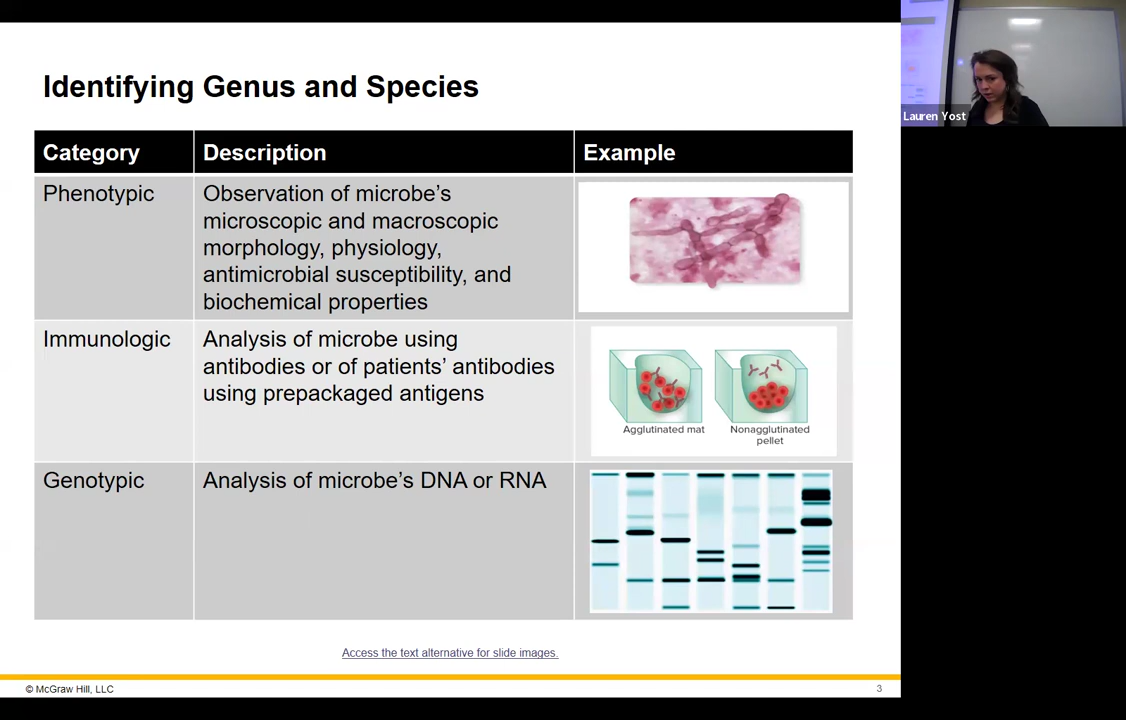 Identifying Genus and Species
Category
Description
Example
Phenotypic
Observation of microbe's
microscopic and macroscopic
morphology, physiology,
antimicrobial susceptibility, and
biochemical properties
Immunologic
Analysis of microbe using
antibodies or of patients' antibodies
using prepackaged antigens
Agglutinated mat
Nonagglutinated
pellet
Genotypic
Analysis of microbe's DNA or RNA
Access the text alternative for slide images.
© McGraw Hill, LLC
3
Lauren Yost